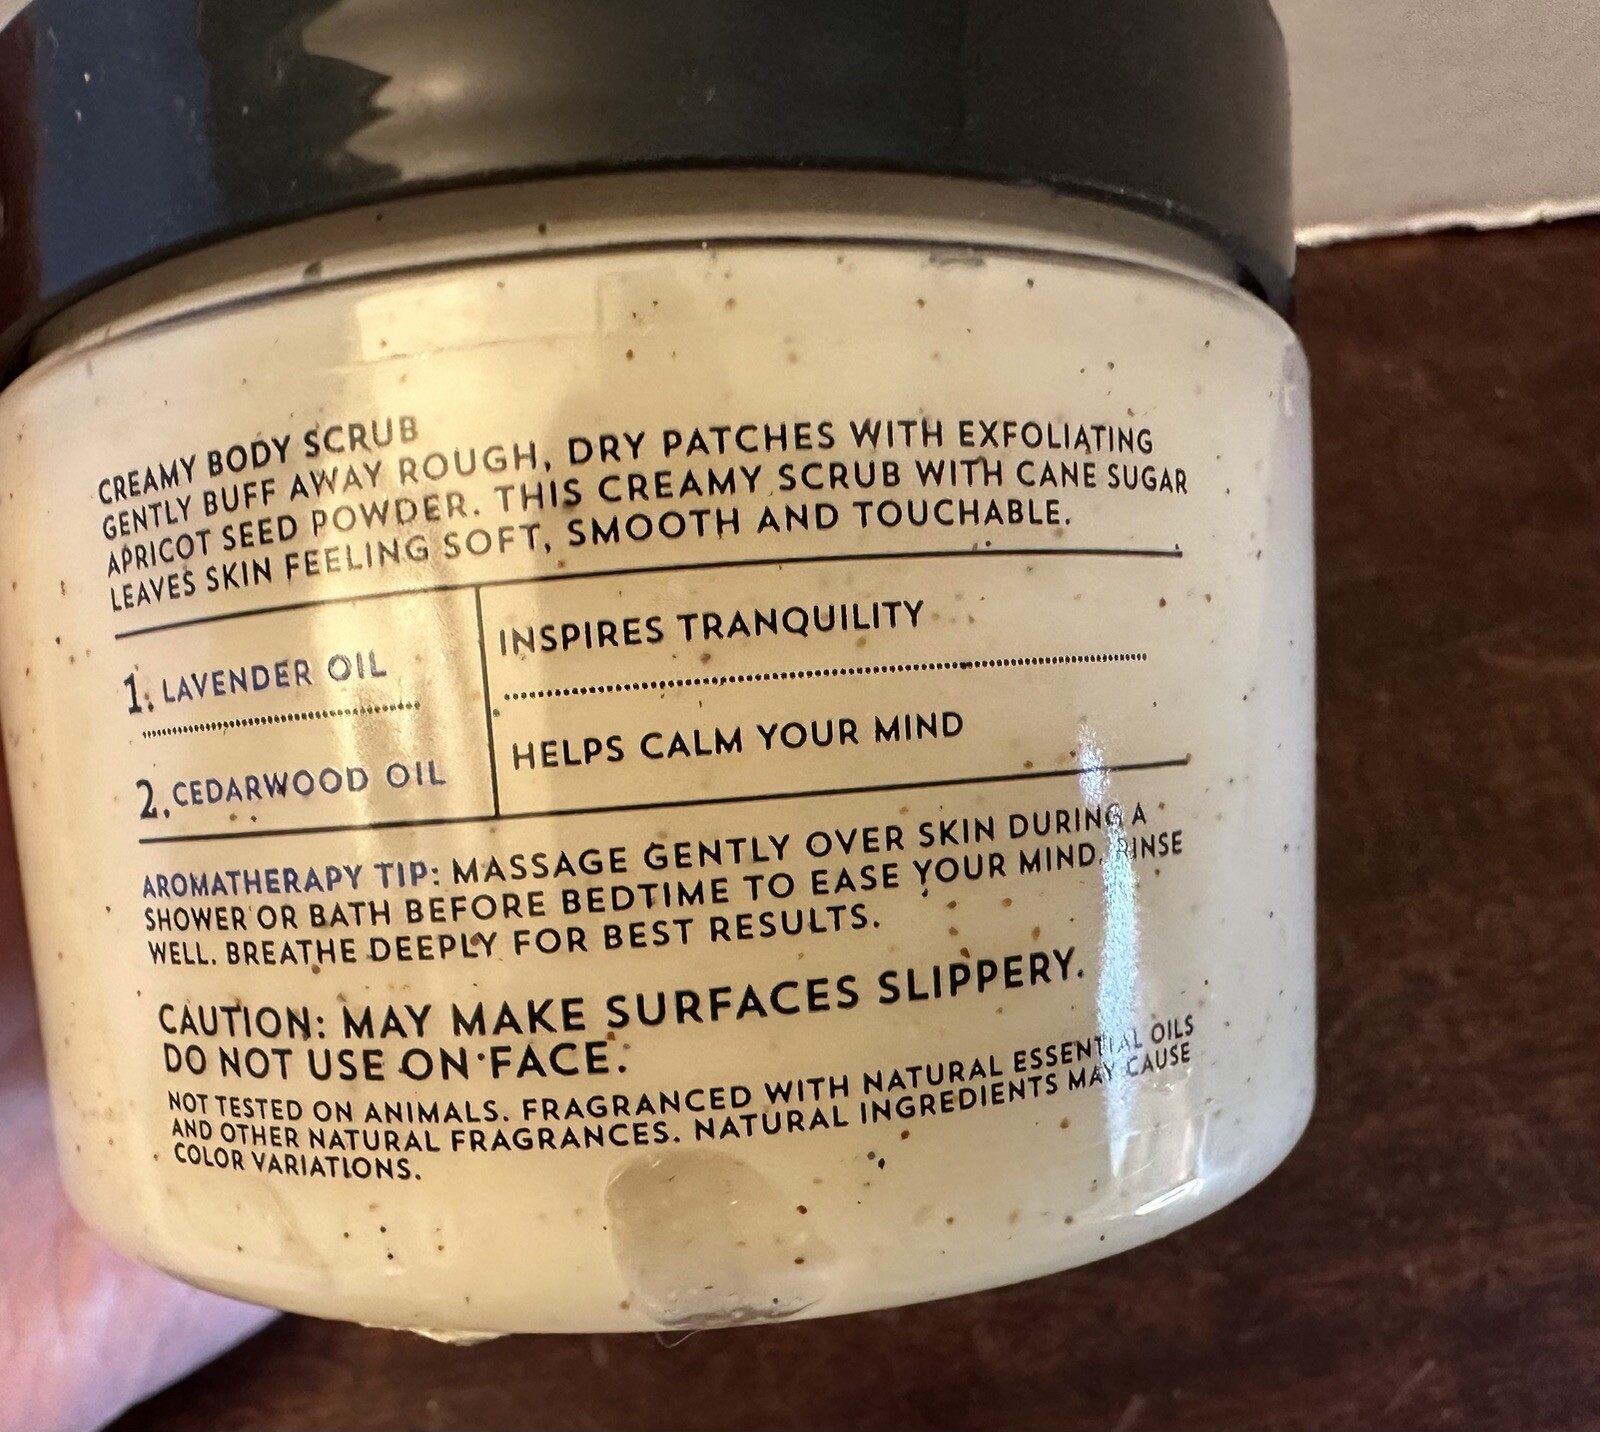 CREAMY BODY SCRUB
GENTLY BUFF AWAY ROUGH, DRY PATCHES WITH EXFOLIATING
APRICOT SEED POWDER. THIS CREAMY SCRUB WITH CANE SUGAR
LEAVES SKIN FEELING SOFT, SMOOTH AND TOUCHABLE.
1. LAVENDER OIL
INSPIRES TRANQUILITY
2. CEDARWOOD OIL
HELPS CALM YOUR MIND
AROMATHERAPY TIP: MASSAGE GENTLY OVER SKIN DURING A
SHOWER OR BATH BEFORE BEDTIME TO EASE YOUR MIND. RINSE
WELL. BREATHE DEEPLY FOR BEST RESULTS.
CAUTION: MAY MAKE SURFACES SLIPPERY.
DO NOT USE ON FACE.
NOT TESTED ON ANIMALS. FRAGRANCED WITH NATURAL ESSENTIAL OILS
AND OTHER NATURAL FRAGRANCES. NATURAL INGREDIENTS MAY CAUSE
COLOR VARIATIONS.